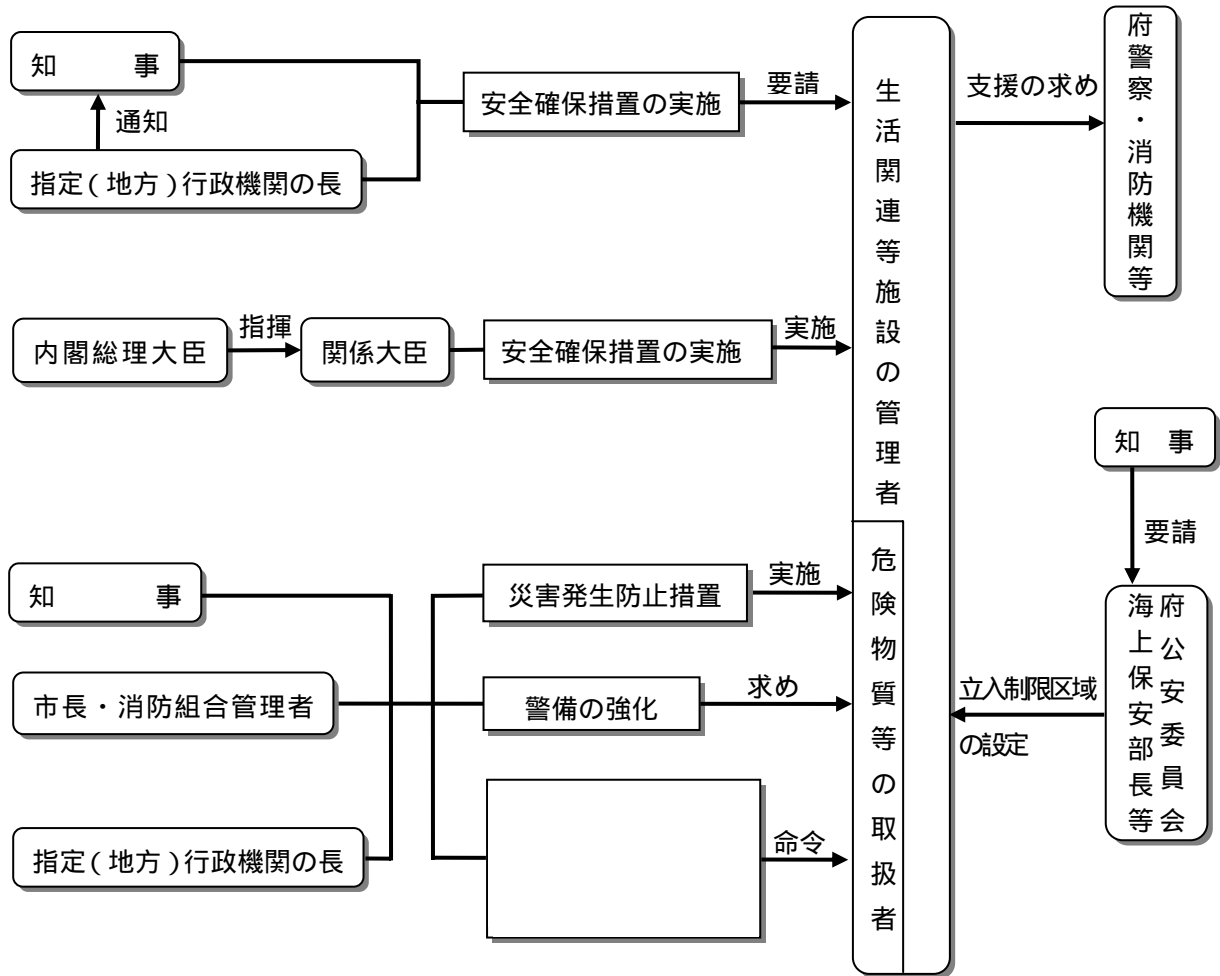 知　　　事
通知
指定（地方）行政機関の長
安全確保措置の実施
要請
内閣総理大臣
指揮
関係大臣
安全確保措置の実施
実施
知　　　　事
市長・消防組合管理者
指定（地方）行政機関の長
災害発生防止措置
実施
警備の強化
求め
命令
生活関連等施設の管理者
危険物質等の取扱者
支援の求め
府警察・消防機関等
知　事
要請
府公安委員会
海上保安部長等
立入制限区域
の設定